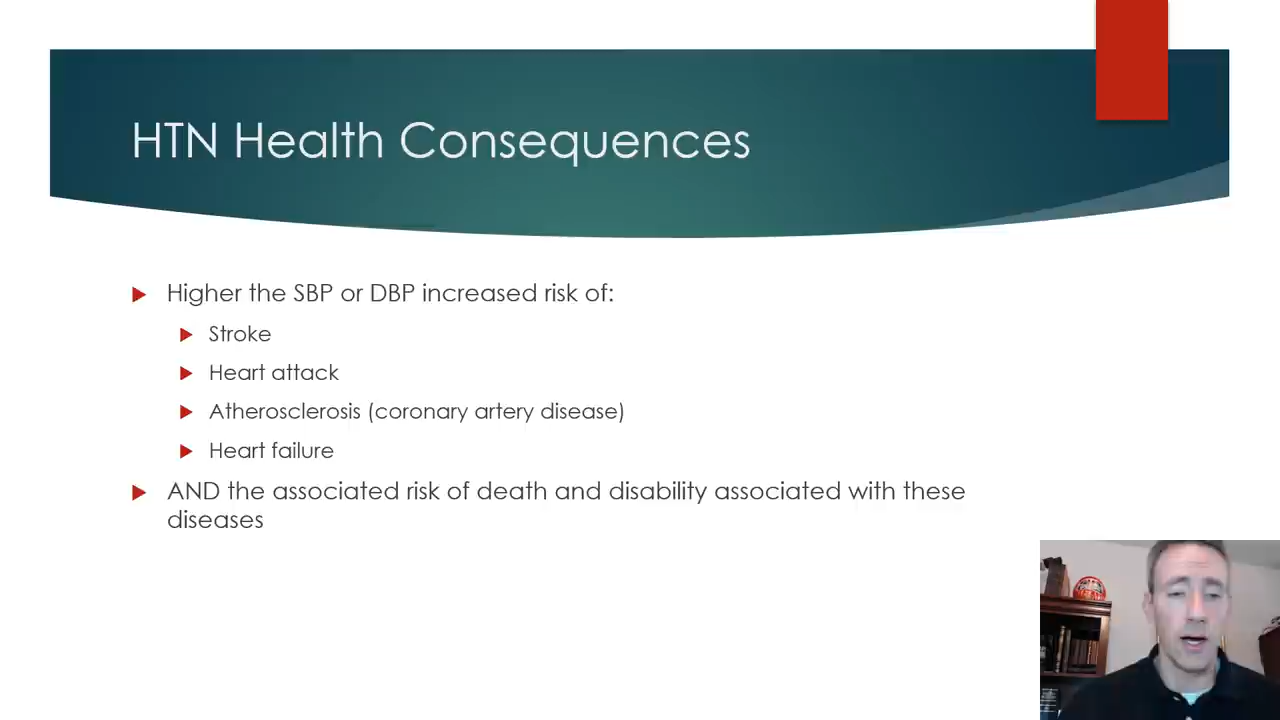 HTN Health Consequences
Higher the SBP or DBP increased risk of:
Stroke
Heart attack
Atherosclerosis (coronary artery disease)
Heart failure
AND the associated risk of death and disability associated with these
diseases